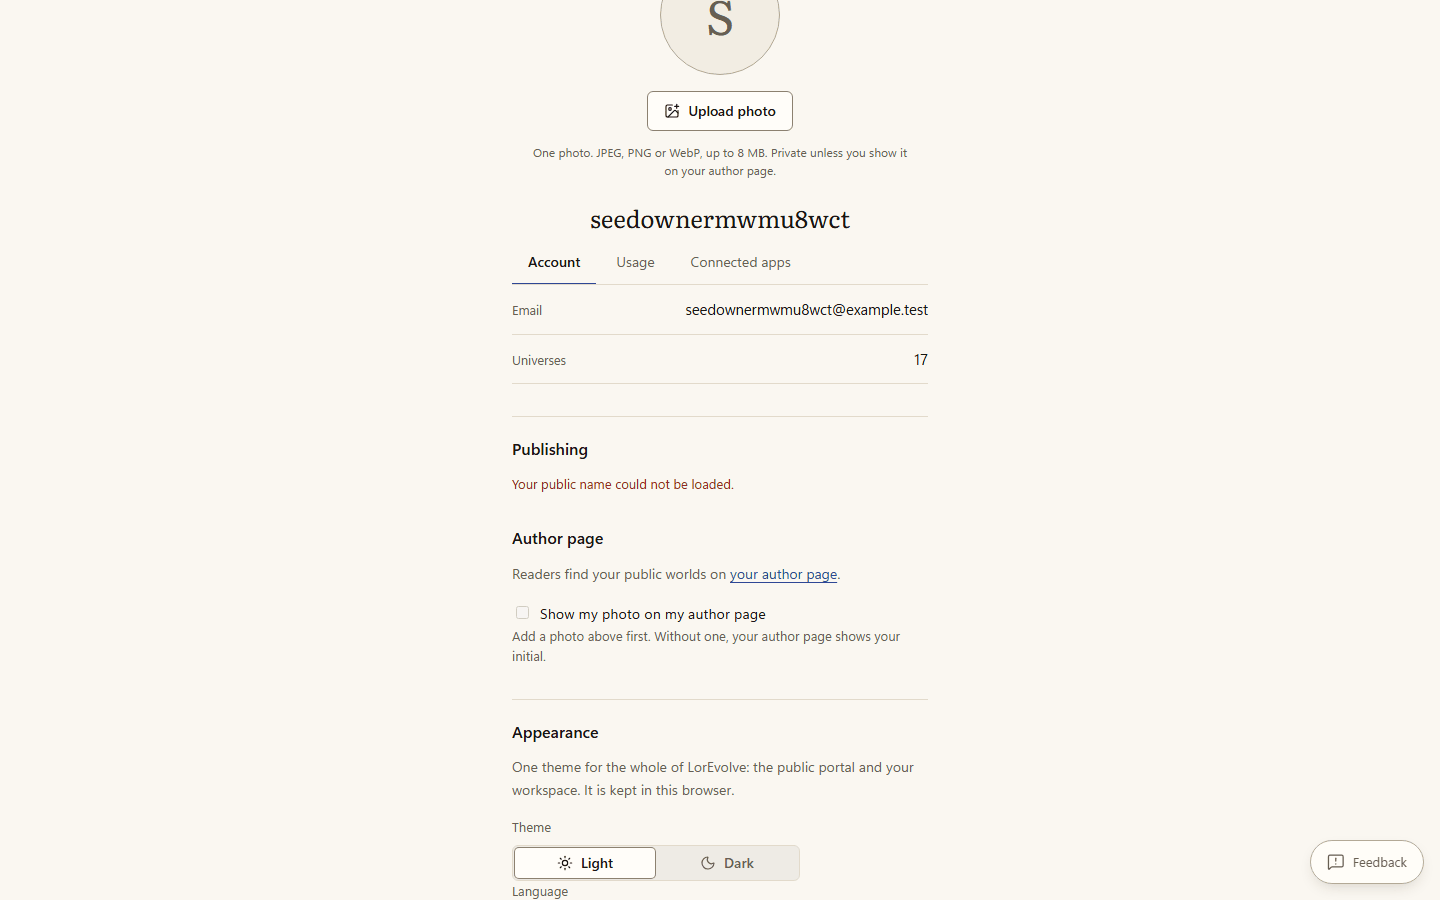 S
Upload photo
One photo. JPEG, PNG or WebP, up to 8 MB. Private unless you show it
on your author page.
seedownermwmu8wct
Account Usage Connected apps
Email seedownermwmu8wct@example.test
Universes 17
Publishing
Your public name could not be loaded.
Author page
Readers find your public worlds on your author page.
Show my photo on my author page
Add a photo above first. Without one, your author page shows your
initial.
Appearance
One theme for the whole of LorEvolve: the public portal and your
workspace. It is kept in this browser.
Theme
Light Dark
Language
Feedback